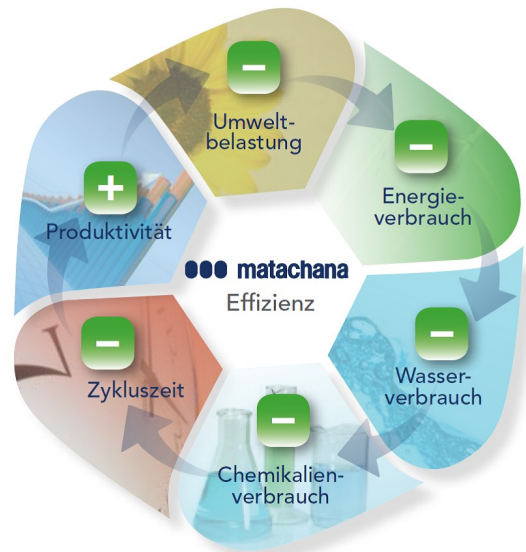 −
Umwelt-
belastung
−
Energie-
verbrauch
+
Produktivität
matachana
Effizienz
−
Wasser-
verbrauch
−
Zykluszeit
−
Chemikalien-
verbrauch